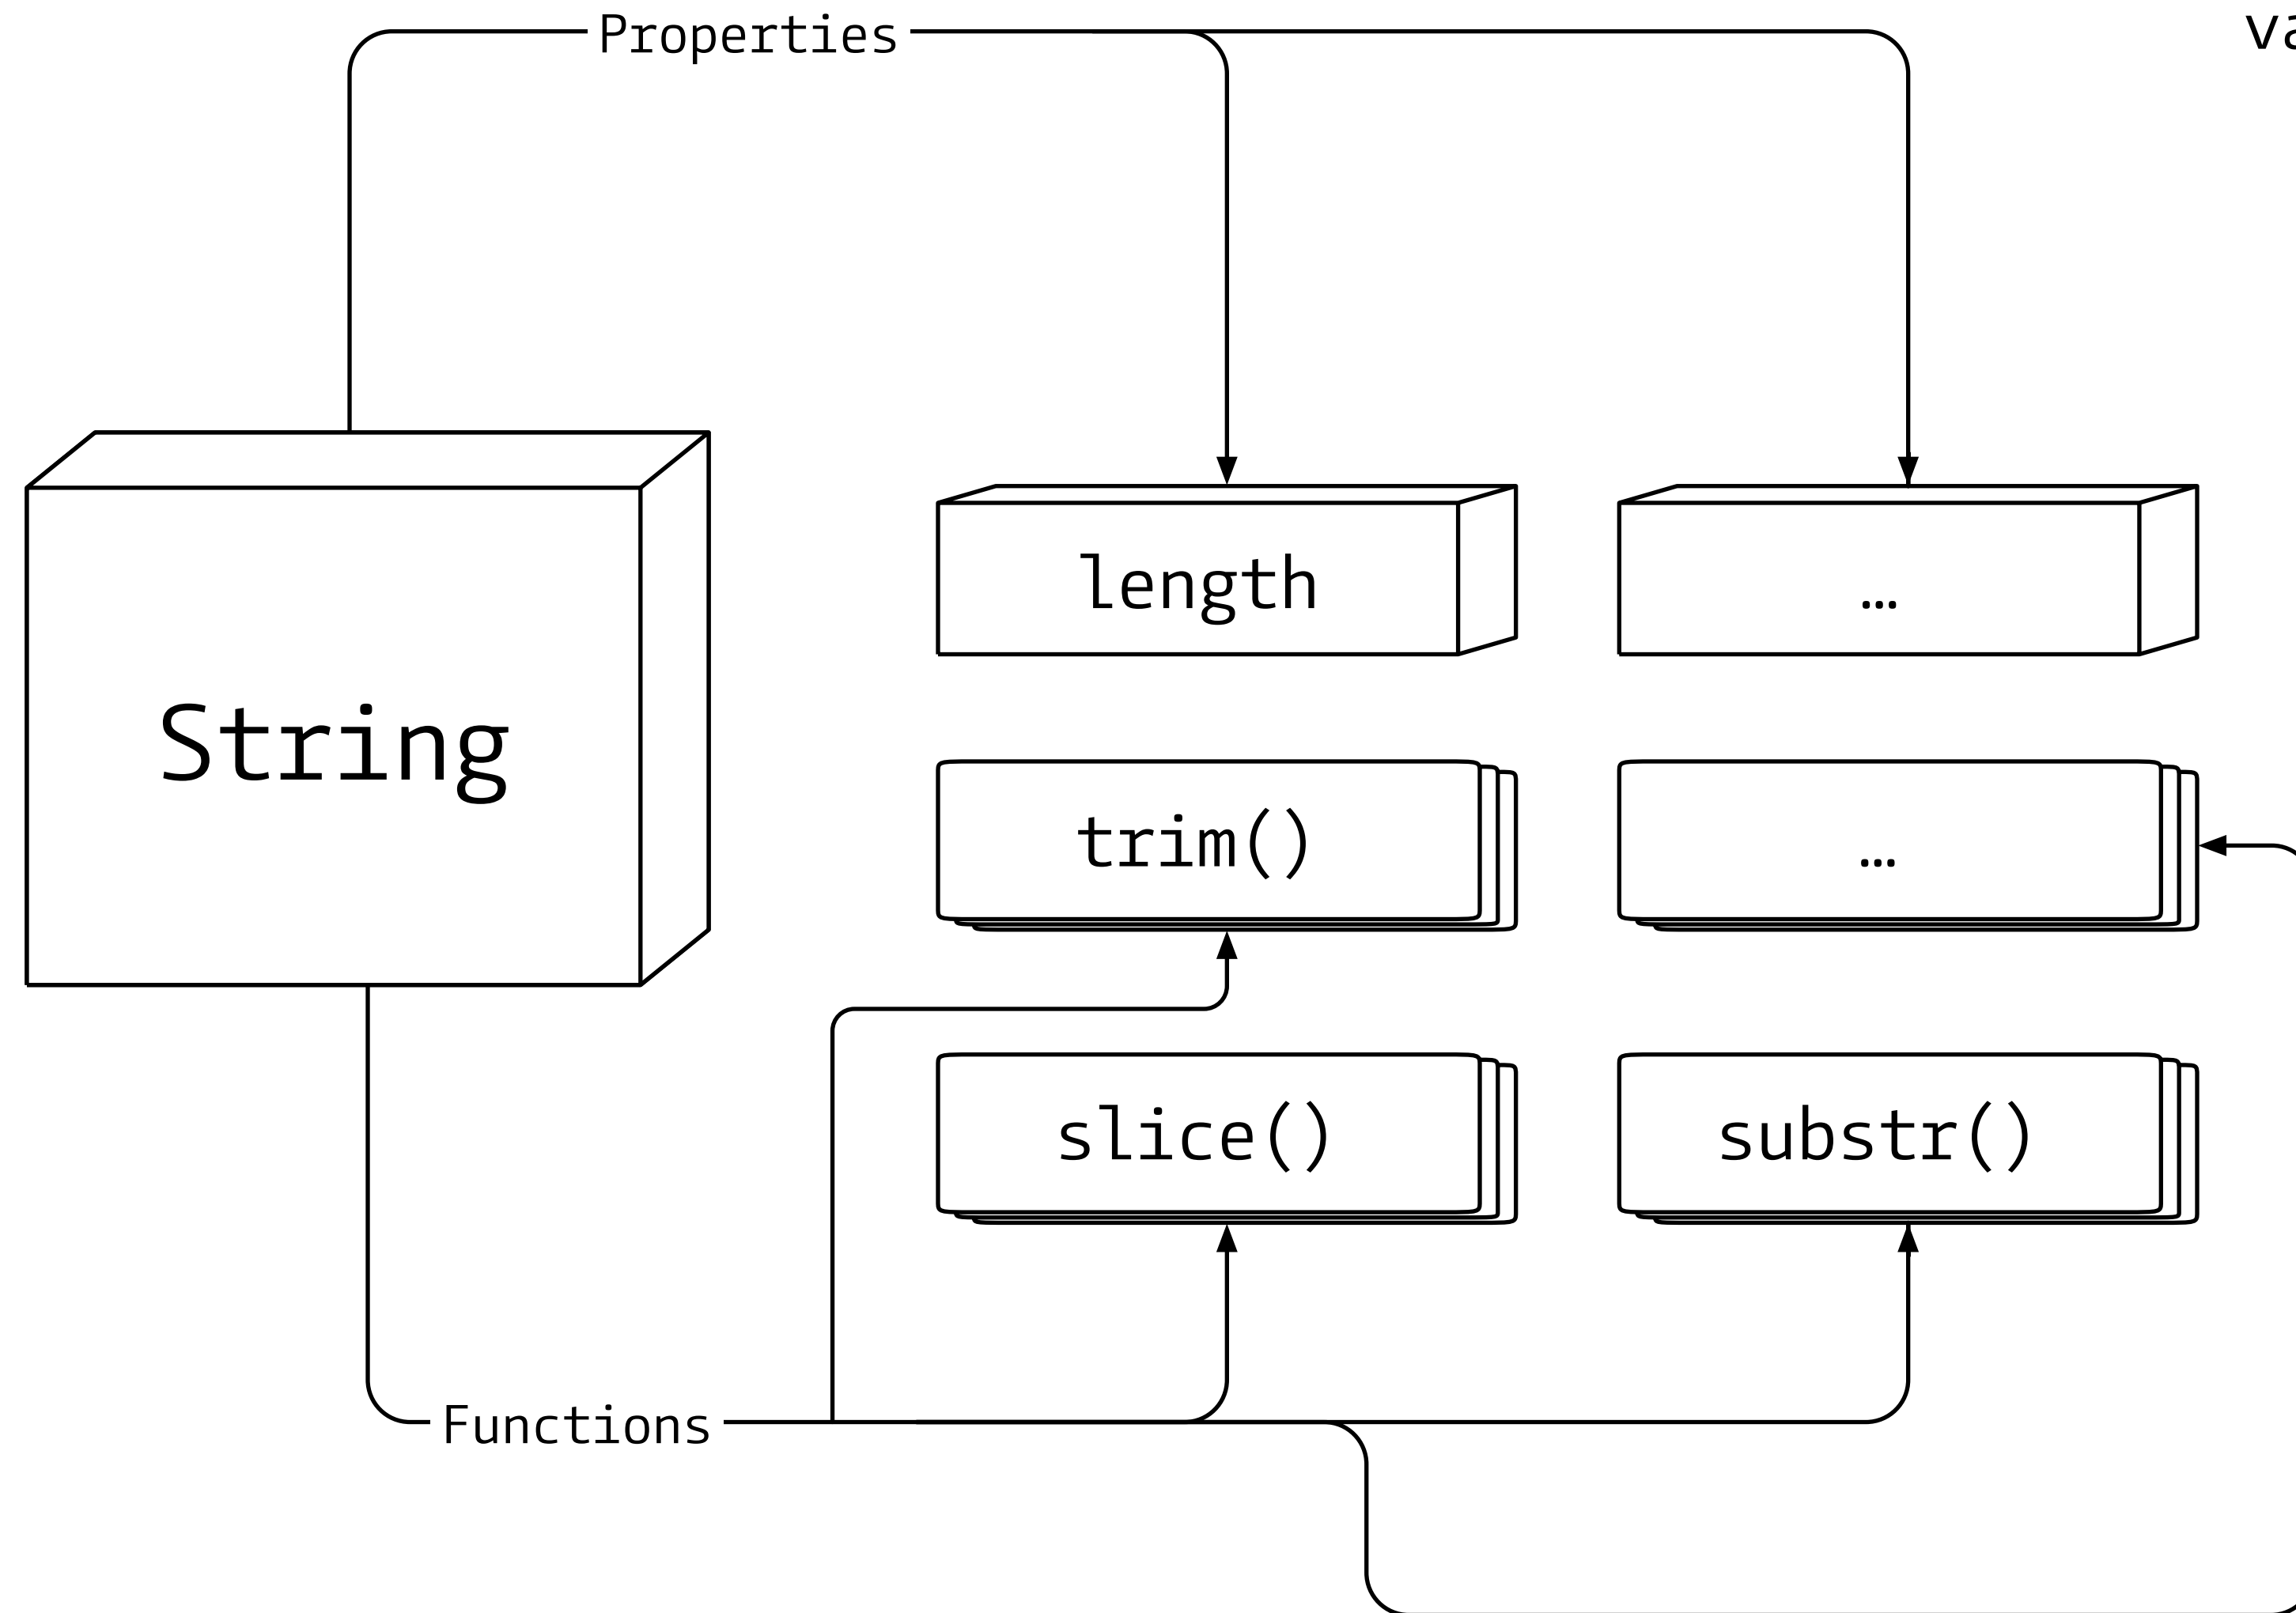 Properties
length
…
String
trim()
…
slice()
substr()
Functions